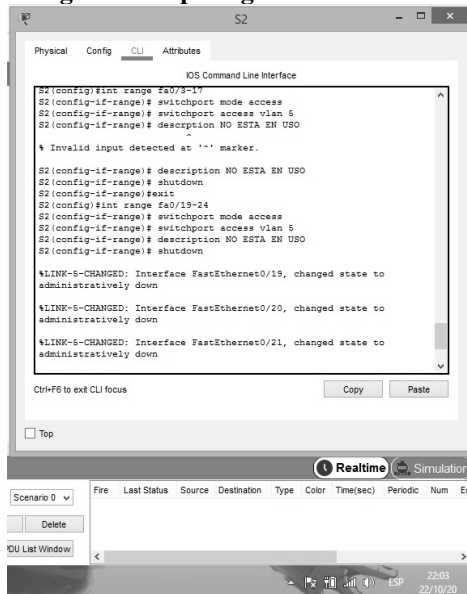 S2
Physical Config CLI Attributes
IOS Command Line Interface
S2(config)#int range fa0/3-17
S2(config-if-range)# switchport mode access
S2(config-if-range)# switchport access vlan 5
S2(config-if-range)# descrption NO ESTA EN USO
^
% Invalid input detected at '^' marker.
S2(config-if-range)# description NO ESTA EN USO
S2(config-if-range)# shutdown
S2(config-if-range)#exit
S2(config)#int range fa0/19-24
S2(config-if-range)# switchport mode access
S2(config-if-range)# switchport access vlan 5
S2(config-if-range)# description NO ESTA EN USO
S2(config-if-range)# shutdown
%LINK-5-CHANGED: Interface FastEthernet0/19, changed state to
administratively down
%LINK-5-CHANGED: Interface FastEthernet0/20, changed state to
administratively down
%LINK-5-CHANGED: Interface FastEthernet0/21, changed state to
administratively down
Ctrl+F6 to exit CLI focus Copy Paste
Top
Realtime Simulation
Scenario 0 Fire Last Status Source Destination Type Color Time(sec) Periodic Num
Delete
PDU List Window
ESP 22:03
22/10/20